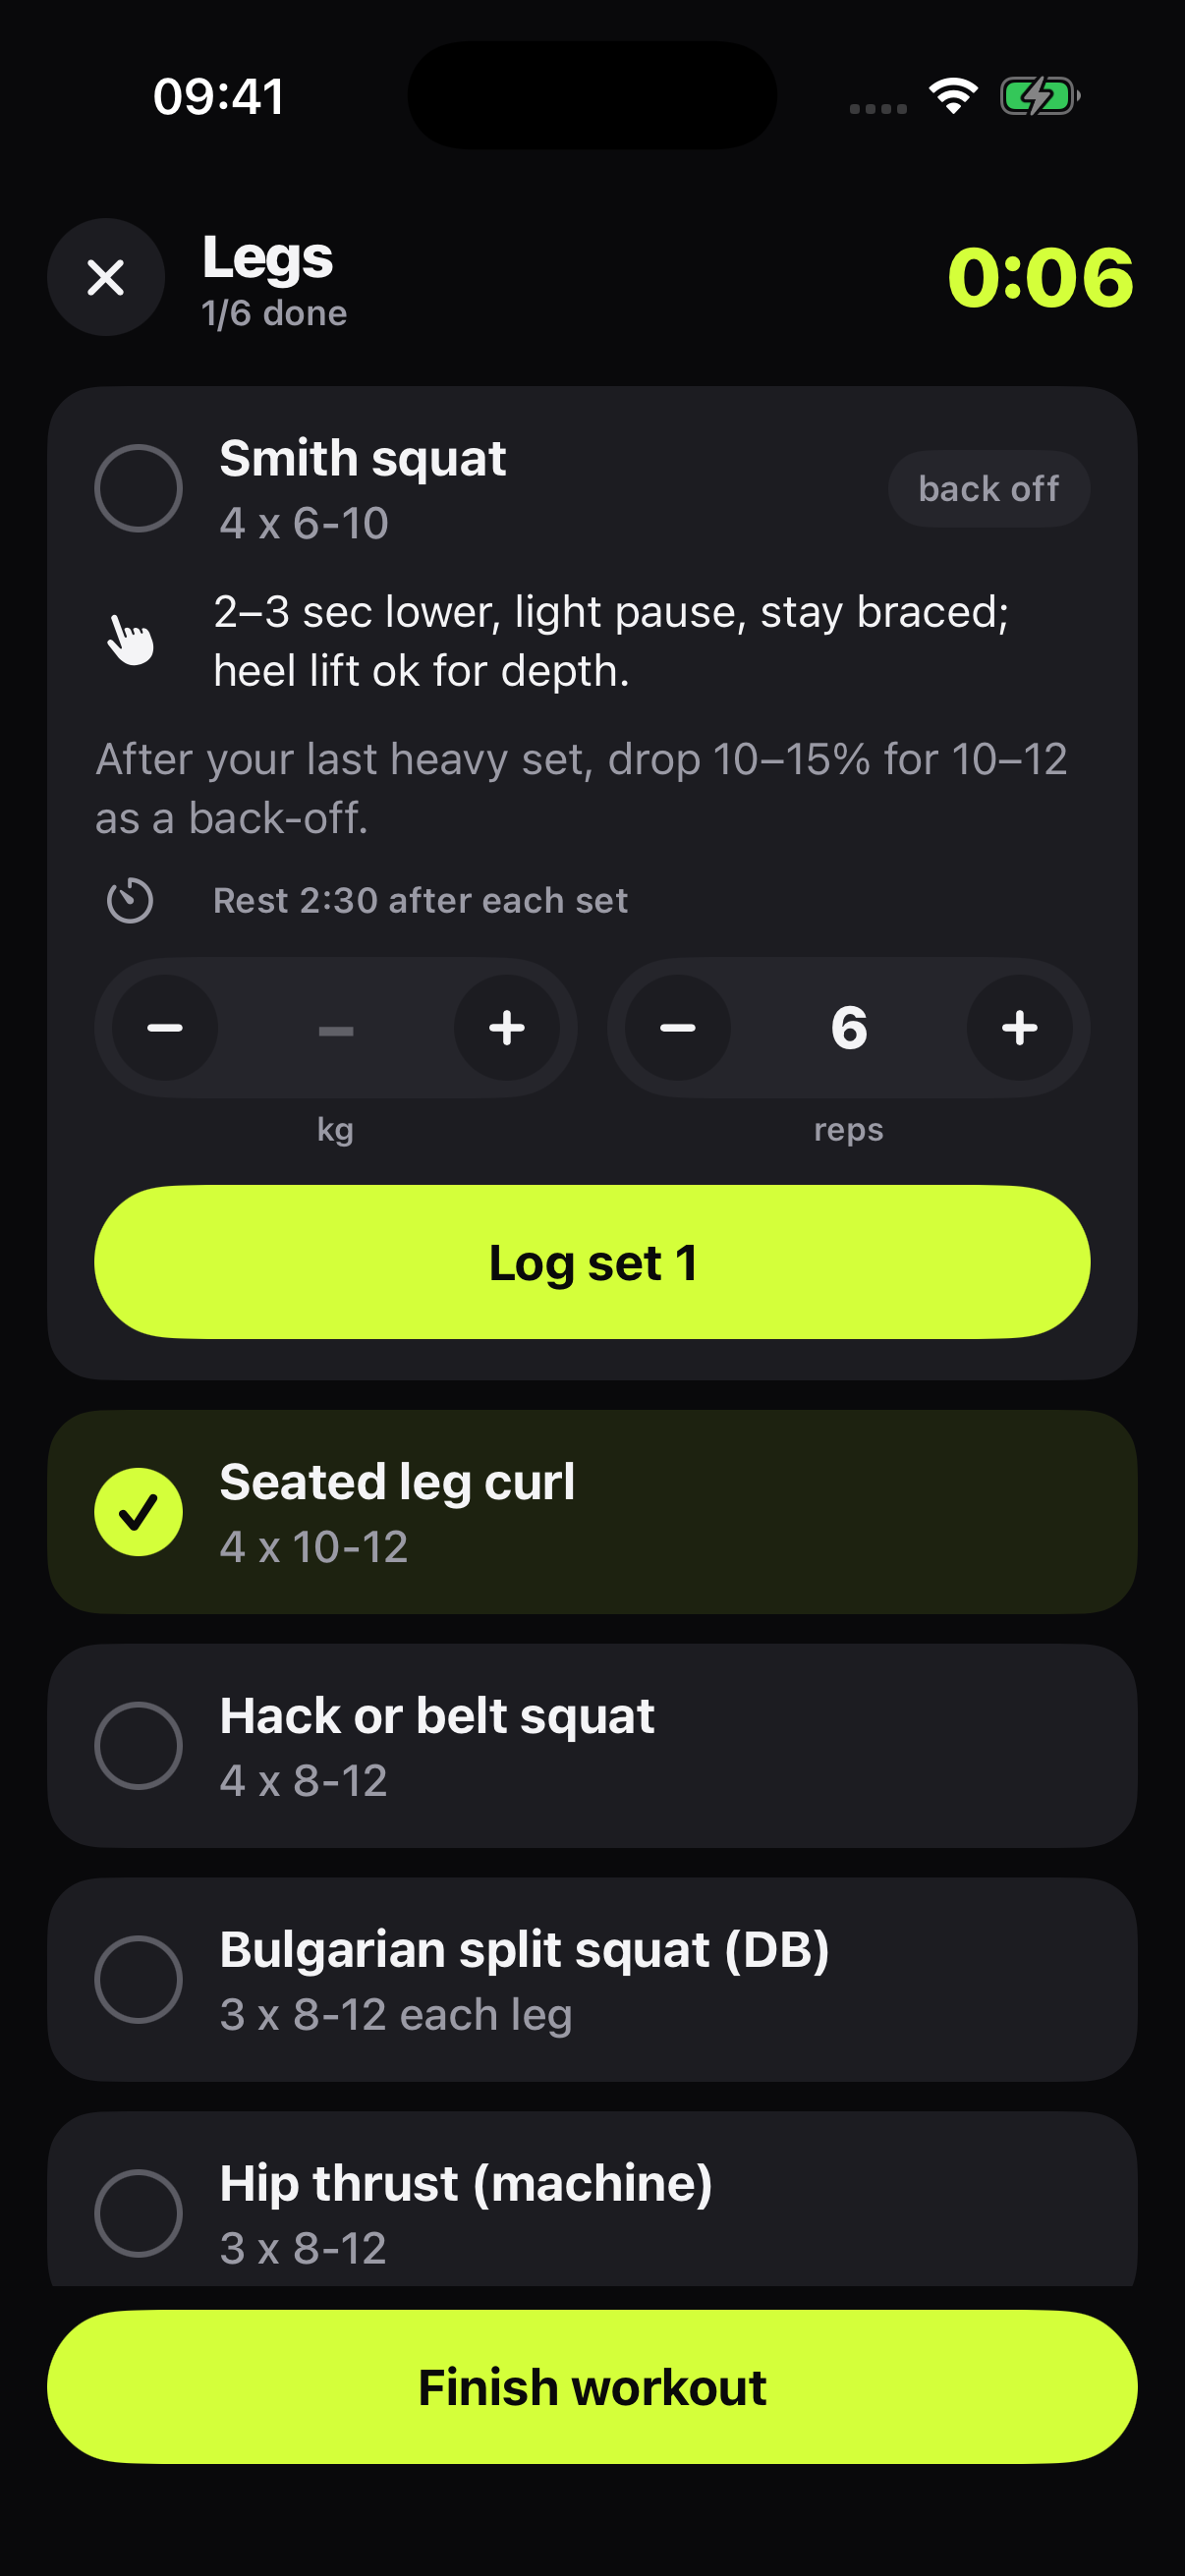 09:41
Legs
1/6 done
0:06
Smith squat
4 x 6-10
back off
2–3 sec lower, light pause, stay braced;
heel lift ok for depth.
After your last heavy set, drop 10–15% for 10–12
as a back-off.
Rest 2:30 after each set
–
6
kg
reps
Log set 1
Seated leg curl
4 x 10-12
Hack or belt squat
4 x 8-12
Bulgarian split squat (DB)
3 x 8-12 each leg
Hip thrust (machine)
3 x 8-12
Finish workout